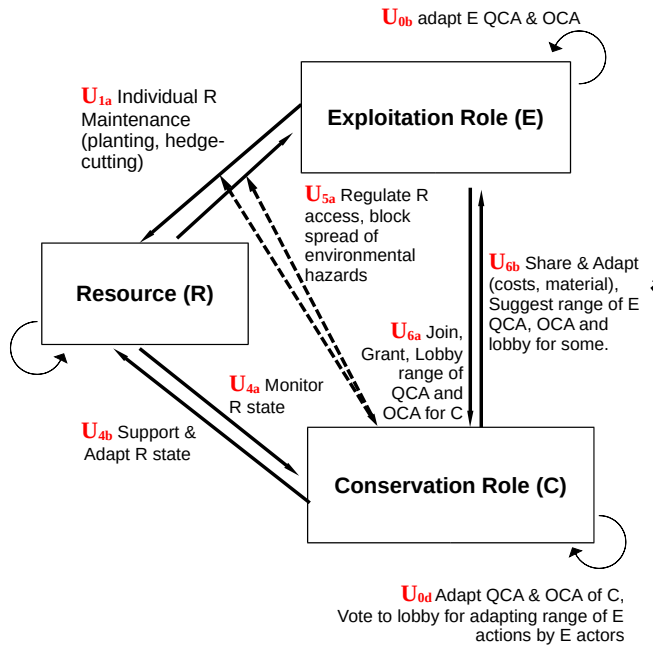 U0b adapt E QCA & OCA
Exploitation Role (E)
U1a Individual R
Maintenance
(planting, hedge-
cutting)
U5a Regulate R
access, block
spread of
environmental
hazards
Resource (R)
U6b Share & Adapt
(costs, material),
Suggest range of E
QCA, OCA and
lobby for some.
U6a Join,
Grant, Lobby
range of
QCA and
OCA for C
U4a Monitor
R state
U4b Support &
Adapt R state
Conservation Role (C)
U0d Adapt QCA & OCA of C,
Vote to lobby for adapting range of E
actions by E actors